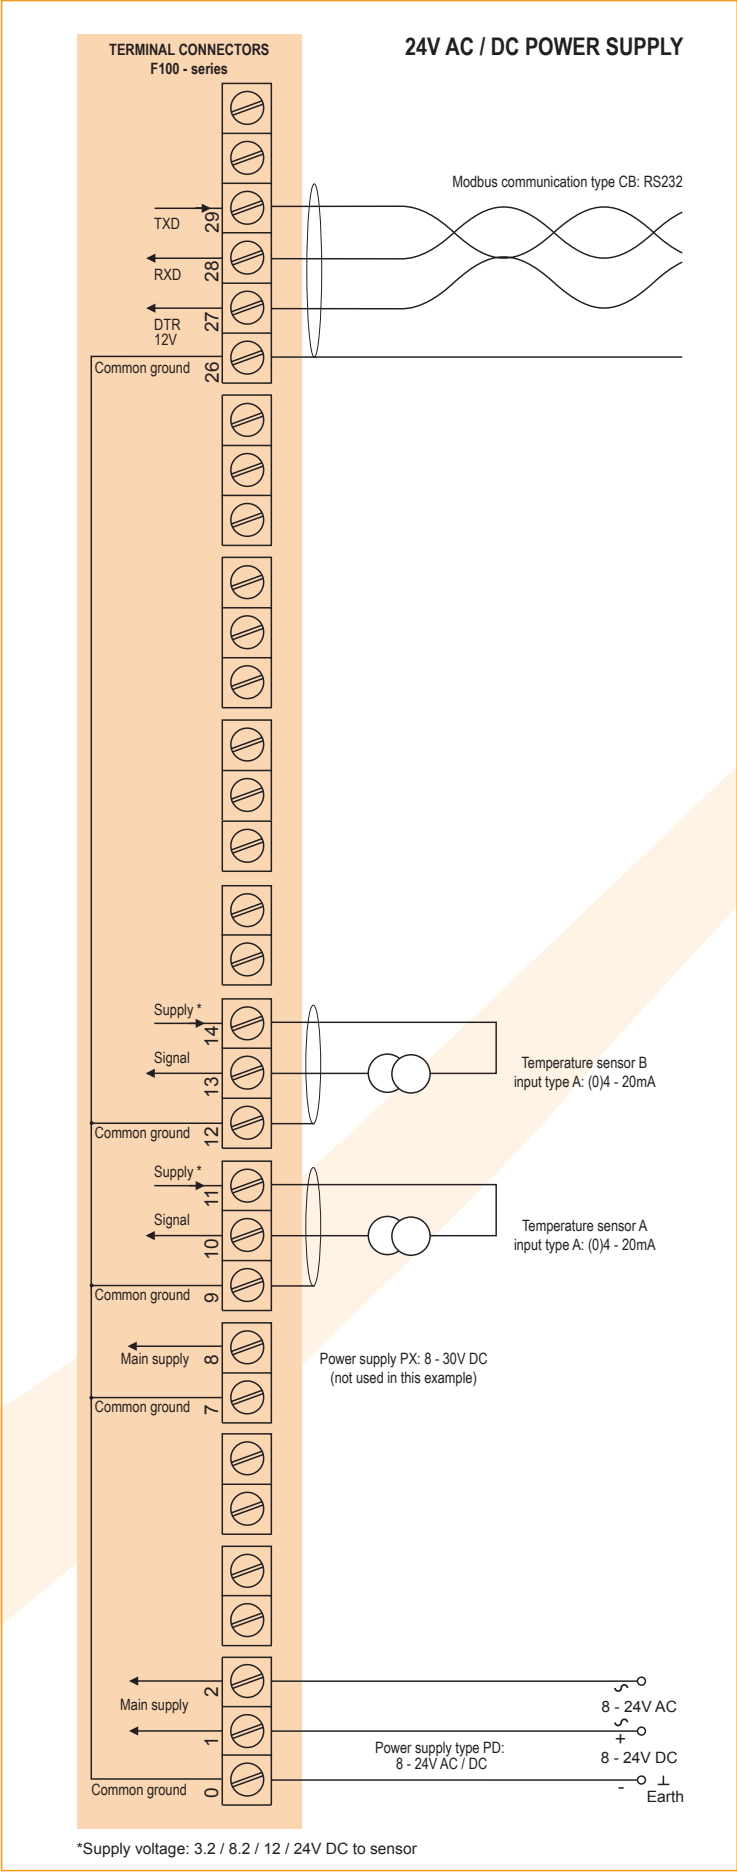 TERMINAL CONNECTORS
F100 - series
24V AC / DC POWER SUPPLY
Modbus communication type CB: RS232
TXD
29
RXD
28
DTR
12V
27
Common ground
26
Supply *
14
Signal
13
Temperature sensor B
input type A: (0)4 - 20mA
Common ground
12
Supply *
11
Signal
10
Temperature sensor A
input type A: (0)4 - 20mA
Common ground
9
Main supply
8
Power supply PX: 8 - 30V DC
(not used in this example)
Common ground
7
2
Main supply
8 - 24V AC
1
+
Power supply type PD:
8 - 24V AC / DC
8 - 24V DC
Common ground
0
-
Earth
*Supply voltage: 3.2 / 8.2 / 12 / 24V DC to sensor